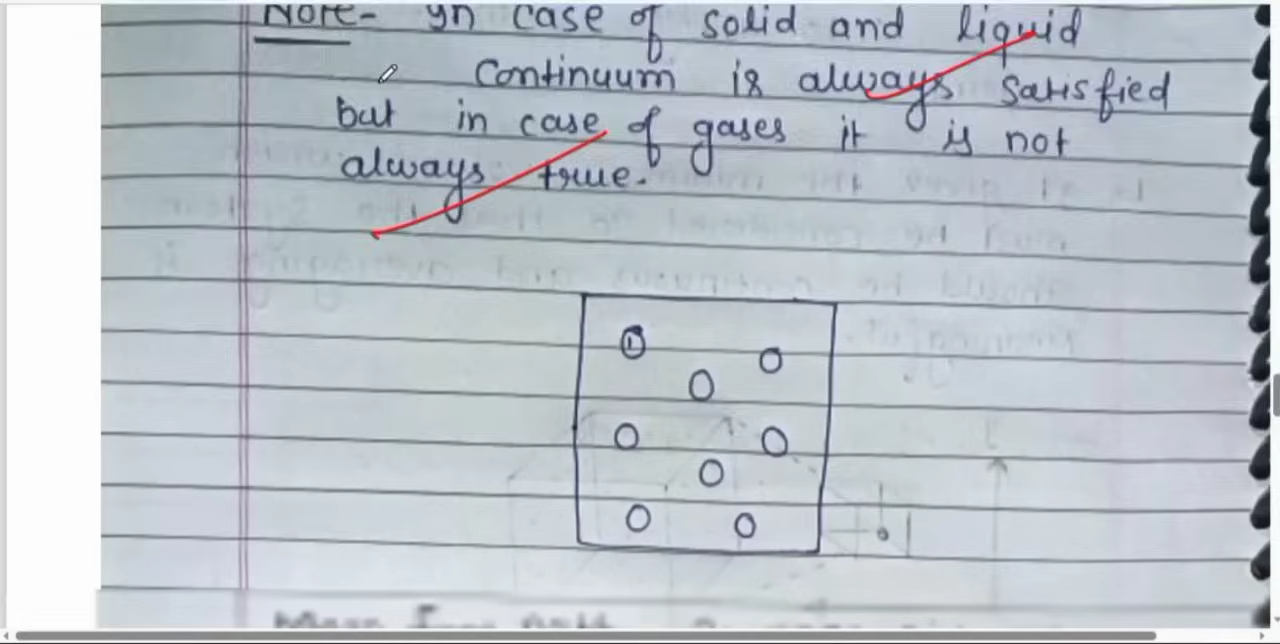 Note- In case of solid and liquid
Continuum is always satisfied
but in case of gases it is not
always true.
1